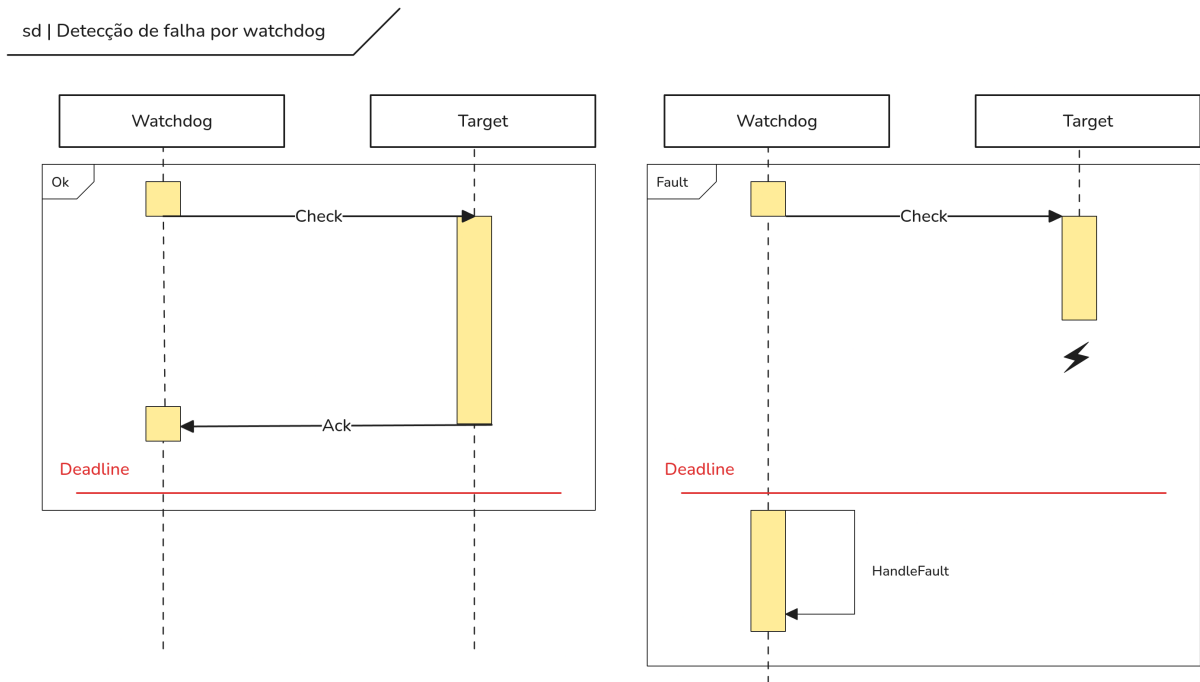 sd | Detecção de falha por watchdog
Watchdog
Target
Ok
Check
Ack
Deadline
Watchdog
Target
Fault
Check
Deadline
HandleFault